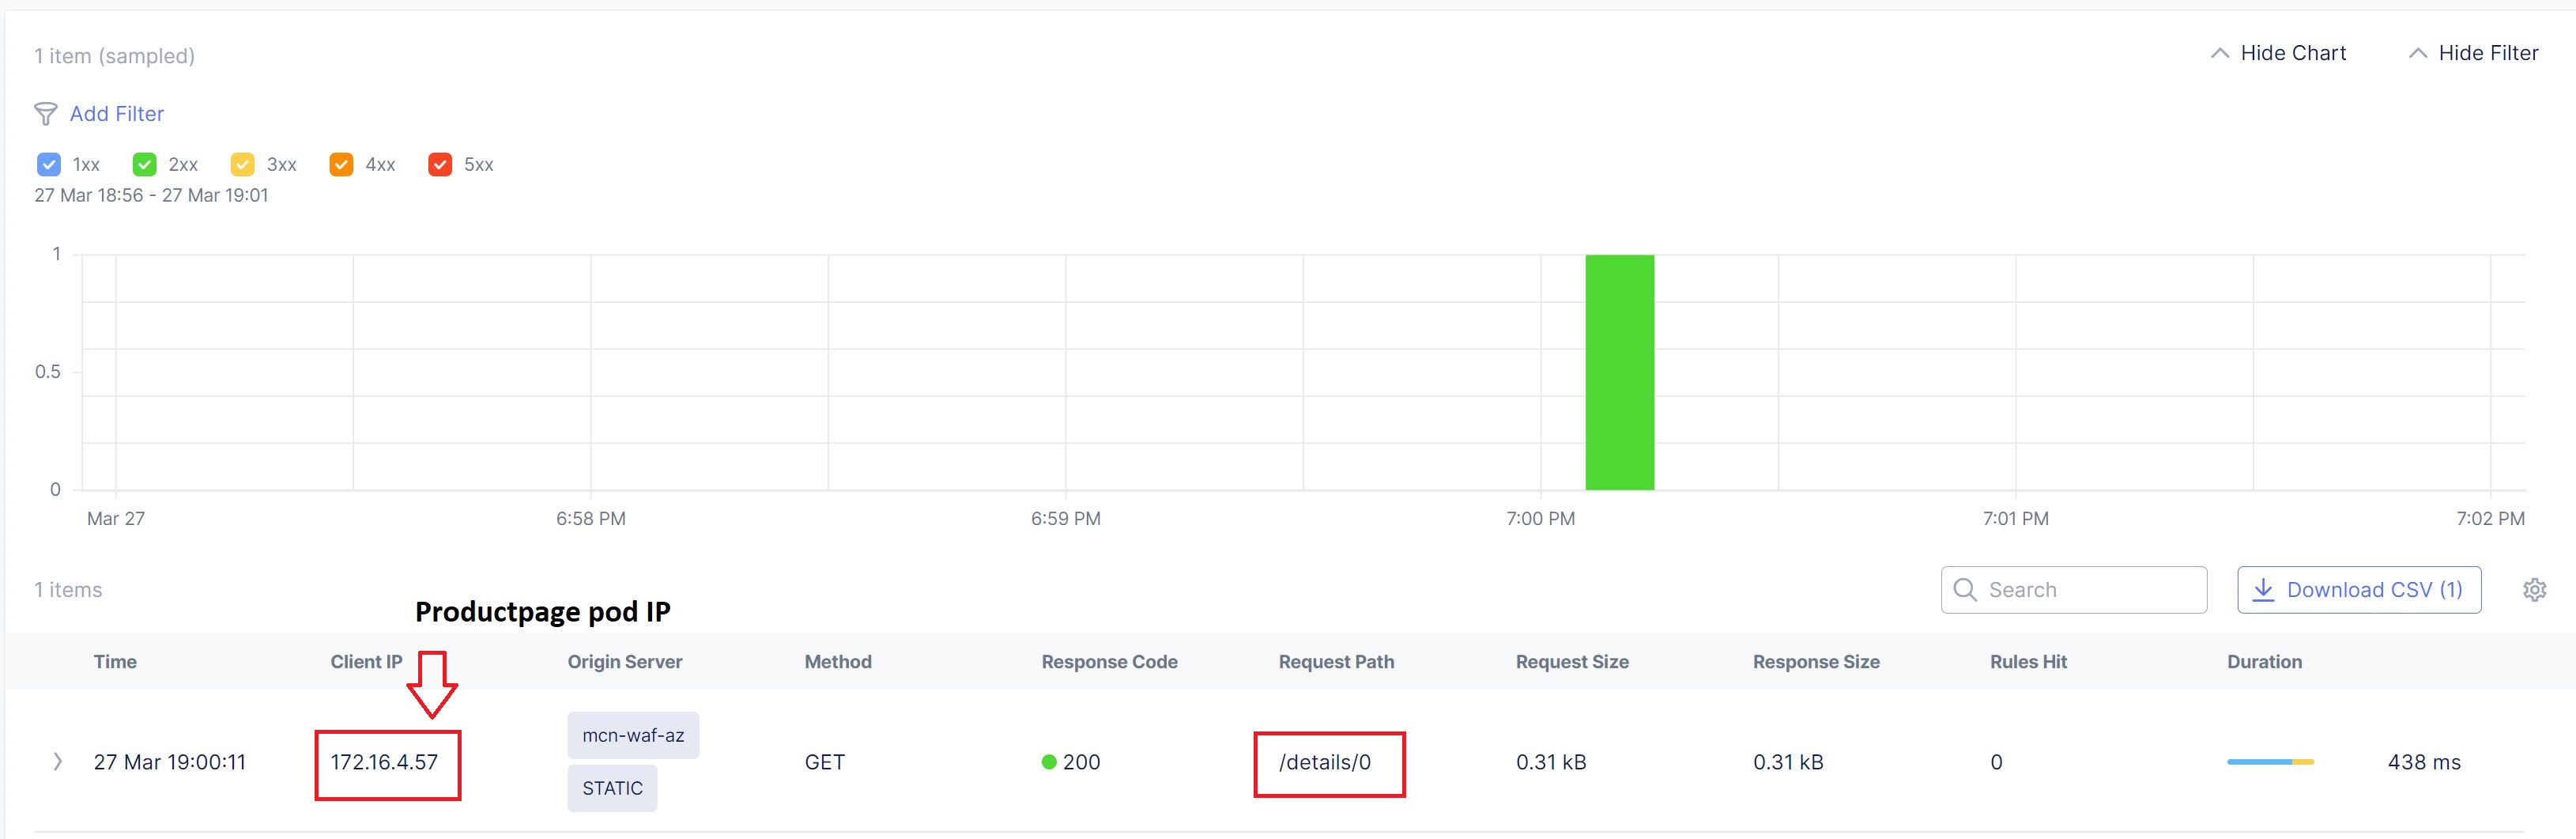 1 item (sampled)
Hide Chart
Hide Filter
Add Filter
1xx 2xx 3xx 4xx 5xx
27 Mar 18:56 - 27 Mar 19:01
1
0.5
0
Mar 27 6:58 PM 6:59 PM 7:00 PM 7:01 PM 7:02 PM
1 items
Search
Download CSV (1)
Productpage pod IP
Time Client IP Origin Server Method Response Code Request Path Request Size Response Size Rules Hit Duration
mcn-waf-az
27 Mar 19:00:11 172.16.4.57 GET 200 /details/0 0.31 kB 0.31 kB 0 438 ms
STATIC